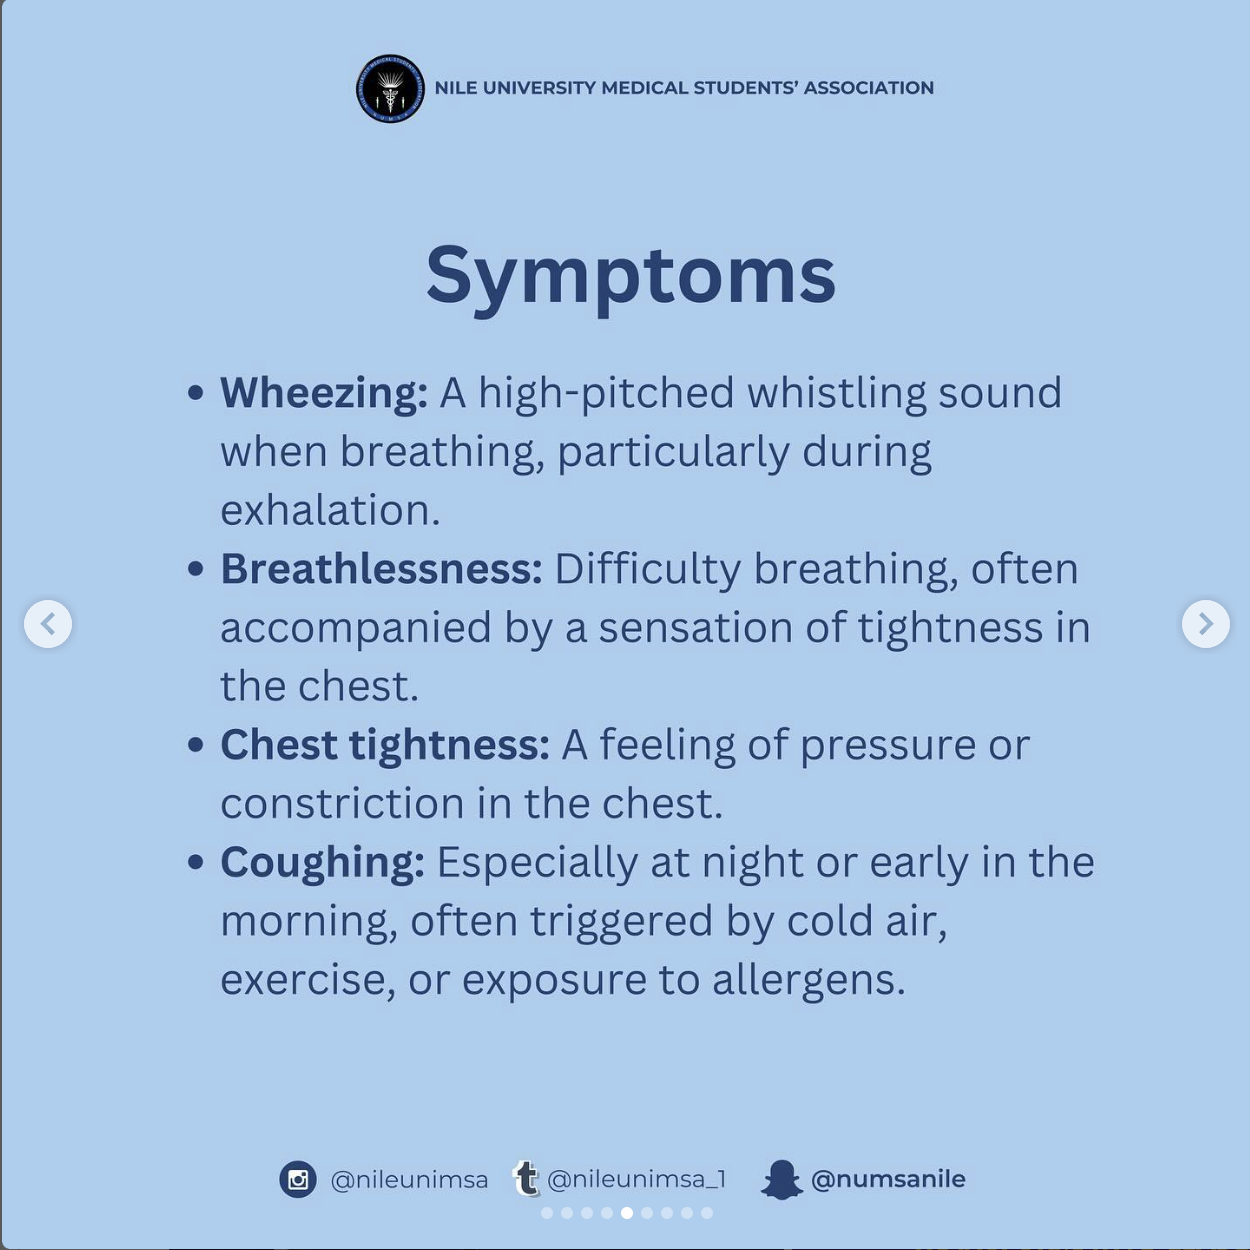 NILE UNIVERSITY MEDICAL STUDENTS’ ASSOCIATION
Symptoms
• Wheezing: A high-pitched whistling sound
when breathing, particularly during
exhalation.
• Breathlessness: Difficulty breathing, often
accompanied by a sensation of tightness in
the chest.
• Chest tightness: A feeling of pressure or
constriction in the chest.
• Coughing: Especially at night or early in the
morning, often triggered by cold air,
exercise, or exposure to allergens.
@nileunimsa @nileunimsa_1 @numsanile